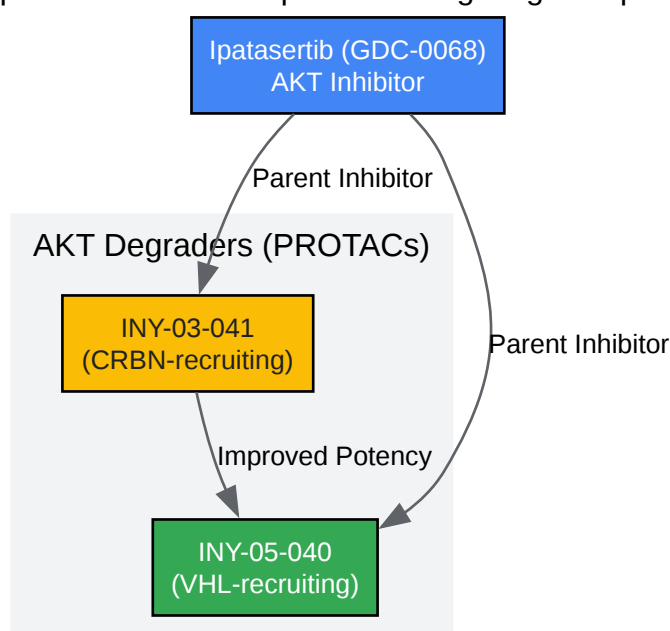 Ipatasertib (GDC-0068)
AKT Inhibitor
Parent Inhibitor
AKT Degraders (PROTACs)
INY-03-041
(CRBN-recruiting)
Parent Inhibitor
Improved Potency
INY-05-040
(VHL-recruiting)